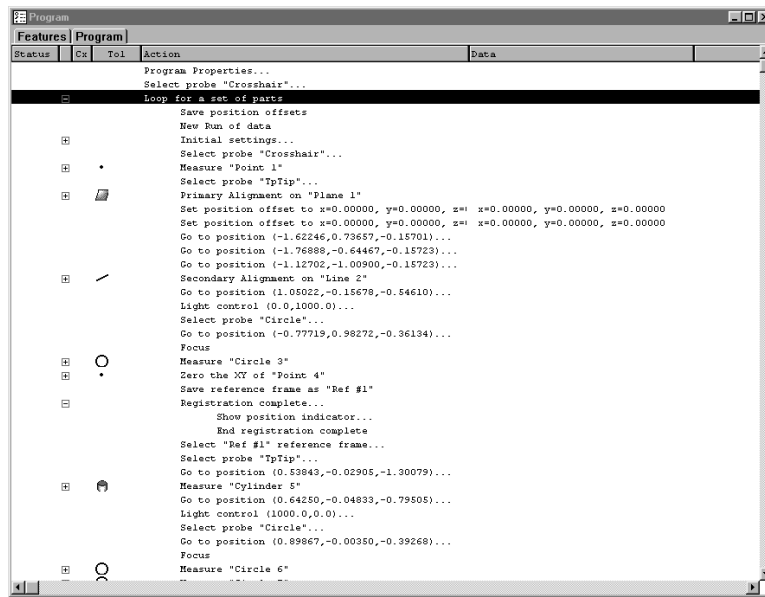 Program
Features Program
Status Cx Tol Action Data
Program Properties...
Select probe "Crosshair"...
Loop for a set of parts
Save position offsets
New Run of data
Initial settings...
Select probe "Crosshair"...
Measure "Point 1"
Select probe "TpTip"...
Primary Alignment on "Plane 1"
Set position offset to x=0.00000, y=0.00000, z=( x=0.00000, y=0.00000, z=0.00000
Set position offset to x=0.00000, y=0.00000, z=( x=0.00000, y=0.00000, z=0.00000
Go to position (-1.62246,0.73657,-0.15701)...
Go to position (-1.76888,-0.64467,-0.15723)...
Go to position (-1.12702,-1.00900,-0.15723)...
Secondary Alignment on "Line 2"
Go to position (1.05022,-0.15678,-0.54610)...
Light control (0.0,1000.0)...
Select probe "Circle"...
Go to position (-0.77719,0.98272,-0.36134)...
Focus
Measure "Circle 3"
Zero the XY of "Point 4"
Save reference frame as "Ref #1"
Registration complete...
Show position indicator...
End registration complete
Select "Ref #1" reference frame...
Select probe "TpTip"...
Go to position (0.53843,-0.02905,-1.30079)...
Measure "Cylinder 5"
Go to position (0.64250,-0.04833,-0.79505)...
Light control (1000.0,0.0)...
Select probe "Circle"...
Go to position (0.89867,-0.00350,-0.39268)...
Focus
Measure "Circle 6"